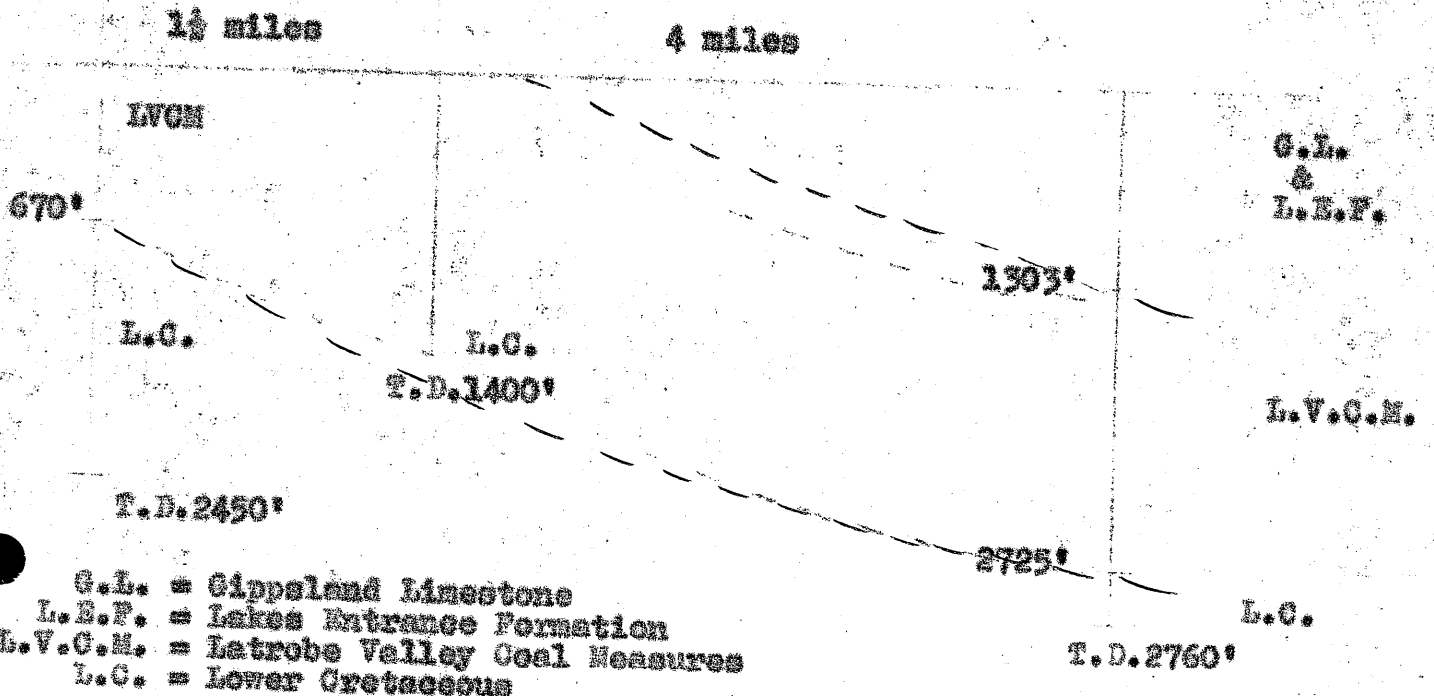 1½ miles
4 miles
LVCM
G.L.
&
L.E.F.
670'
1303'
L.C.
L.C.
T.D.1400'
L.V.C.M.
T.D.2450'
2725'
G.L. = Gippsland Limestone
L.E.F. = Lakes Entrance Formation
L.V.C.M. = Latrobe Valley Coal Measures
L.C. = Lower Cretaceous
L.C.
T.D.2760'